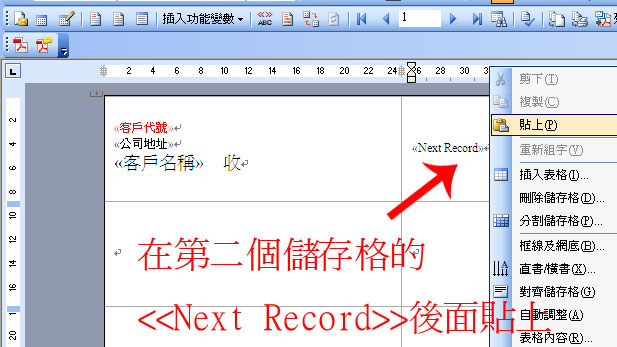 插入功能變數
ABC
1
2 4 6 8 10 12 14 16 18 20 22 24 26 28 30
剪下(T)
複製(C)
貼上(P)
重新組字(V)
插入表格(I)...
刪除儲存格(D)...
分割儲存格(P)...
框線及網底(B)...
直書/橫書(X)...
對齊儲存格(G)
自動調整(A)
表格內容(R)...
2
4
6
8
10
12
14
16
20
«客戶代號»
«公司地址»
«客戶名稱» 收
«Next Record»
在第二個儲存格的
<<Next Record>>後面貼上